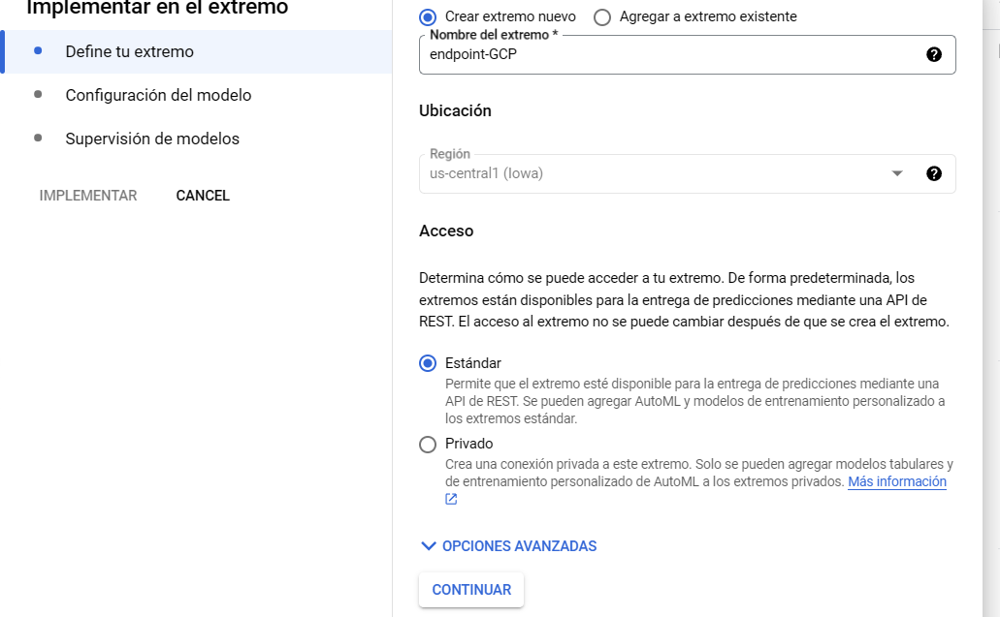 Implementar en el extremo
Define tu extremo
Configuración del modelo
Supervisión de modelos
IMPLEMENTAR CANCEL
Crear extremo nuevo Agregar a extremo existente
Nombre del extremo *
endpoint-GCP
Ubicación
Región
us-central1 (Iowa)
Acceso
Determina cómo se puede acceder a tu extremo. De forma predeterminada, los
extremos están disponibles para la entrega de predicciones mediante una API de
REST. El acceso al extremo no se puede cambiar después de que se crea el extremo.
Estándar
Permite que el extremo esté disponible para la entrega de predicciones mediante una
API de REST. Se pueden agregar AutoML y modelos de entrenamiento personalizado a
los extremos estándar.
Privado
Crea una conexión privada a este extremo. Solo se pueden agregar modelos tabulares y
de entrenamiento personalizado de AutoML a los extremos privados. Más información
OPCIONES AVANZADAS
CONTINUAR